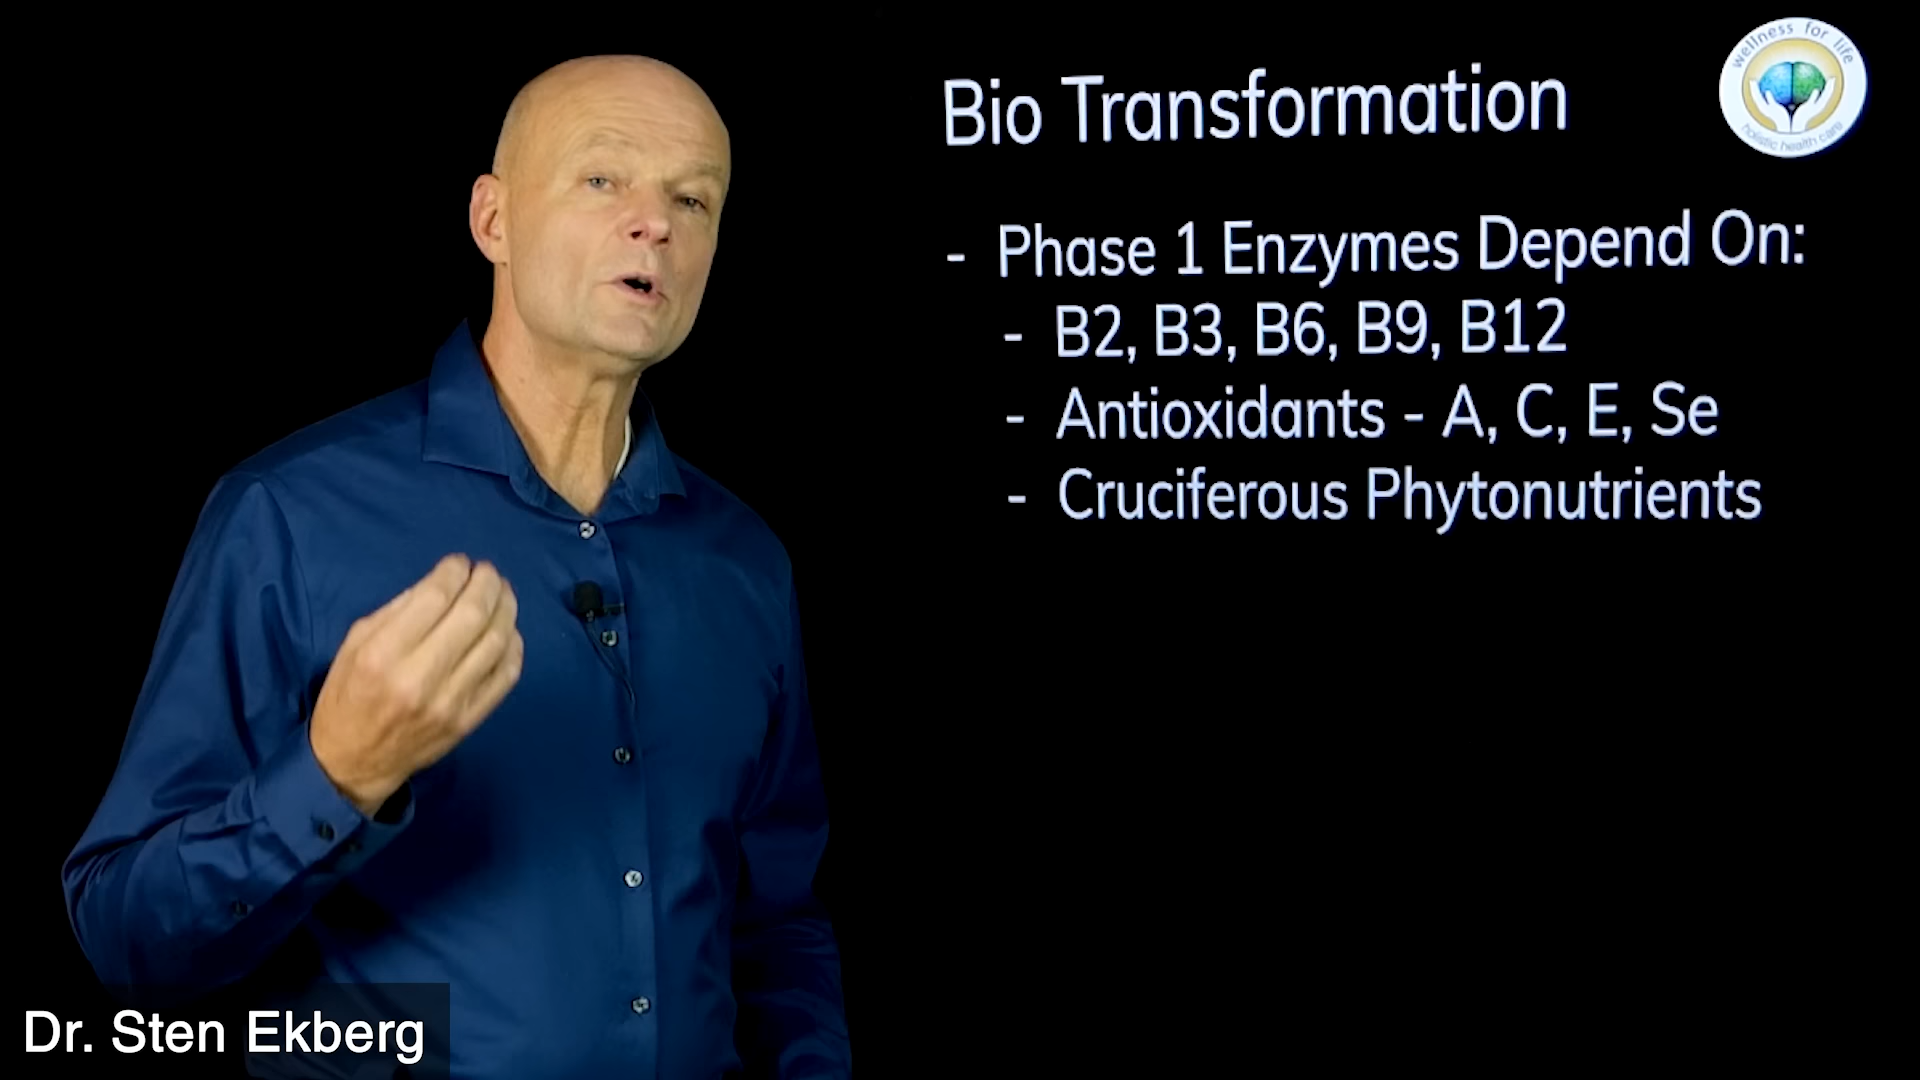 Bio Transformation
wellness for life
holistic health care
- Phase 1 Enzymes Depend On:
- B2, B3, B6, B9, B12
- Antioxidants - A, C, E, Se
- Cruciferous Phytonutrients
Dr. Sten Ekberg